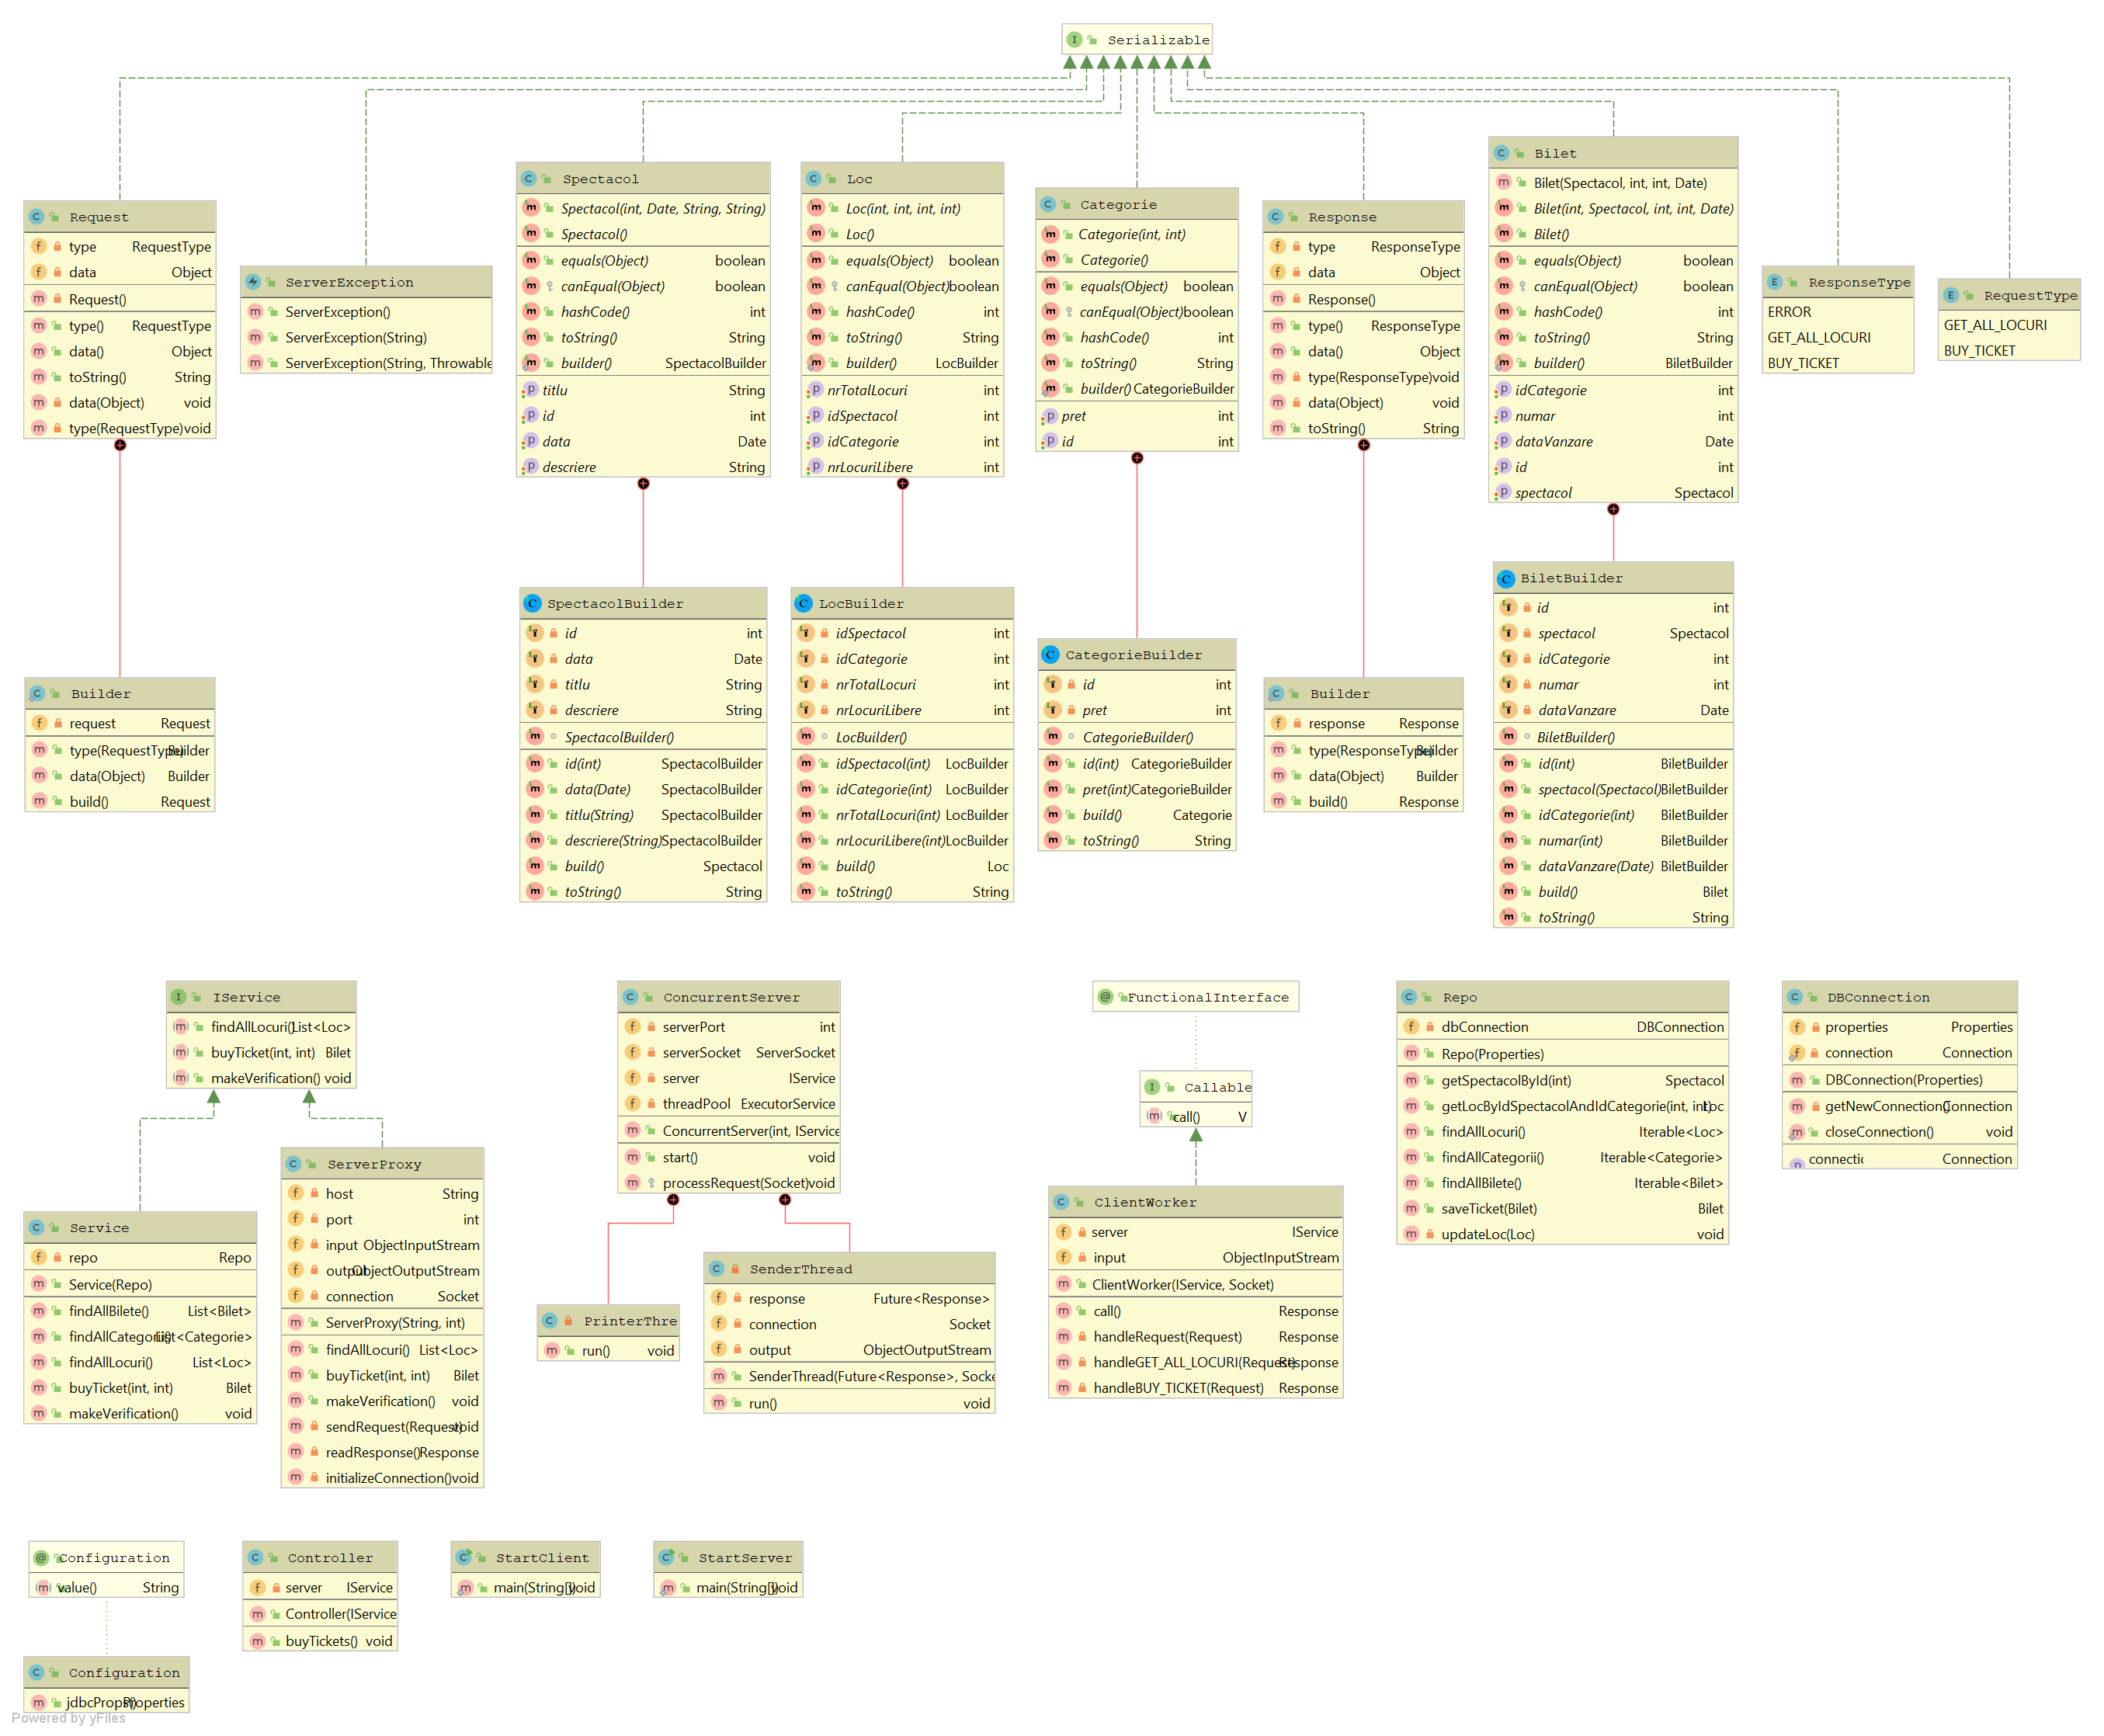 Serializable
Request
type RequestType
data Object
Request()
type() RequestType
data() Object
toString() String
data(Object) void
type(RequestType) void
ServerException
ServerException()
ServerException(String)
ServerException(String, Throwable
Spectacol
Spectacol(int, Date, String, String)
Spectacol()
equals(Object) boolean
canEqual(Object) boolean
hashCode() int
toString() String
builder() SpectacolBuilder
titlu String
id int
data Date
descriere String
Loc
Loc(int, int, int, int)
Loc()
equals(Object) boolean
canEqual(Object) boolean
hashCode() int
toString() String
builder() LocBuilder
nrTotalLocuri int
idSpectacol int
idCategorie int
nrLocuriLibere int
Categorie
Categorie(int, int)
Categorie()
equals(Object) boolean
canEqual(Object) boolean
hashCode() int
toString() String
builder() CategorieBuilder
pret int
id int
Response
type ResponseType
data Object
Response()
type() ResponseType
data() Object
type(ResponseType) void
data(Object) void
toString() String
Bilet
Bilet(Spectacol, int, int, Date)
Bilet(int, Spectacol, int, int, Date)
Bilet()
equals(Object) boolean
canEqual(Object) boolean
hashCode() int
toString() String
builder() BiletBuilder
idCategorie int
numar int
dataVanzare Date
id int
spectacol Spectacol
ResponseType
ERROR
GET_ALL_LOCURI
BUY_TICKET
RequestType
GET_ALL_LOCURI
BUY_TICKET
Builder
request Request
type(RequestType) Builder
data(Object) Builder
build() Request
SpectacolBuilder
id int
data Date
titlu String
descriere String
SpectacolBuilder()
id(int) SpectacolBuilder
data(Date) SpectacolBuilder
titlu(String) SpectacolBuilder
descriere(String) SpectacolBuilder
build() Spectacol
toString() String
LocBuilder
idSpectacol int
idCategorie int
nrTotalLocuri int
nrLocuriLibere int
LocBuilder()
idSpectacol(int) LocBuilder
idCategorie(int) LocBuilder
nrTotalLocuri(int) LocBuilder
nrLocuriLibere(int) LocBuilder
build() Loc
toString() String
CategorieBuilder
id int
pret int
CategorieBuilder()
id(int) CategorieBuilder
pret(int) CategorieBuilder
build() Categorie
toString() String
Builder
response Response
type(ResponseType) Builder
data(Object) Builder
build() Response
BiletBuilder
id int
spectacol Spectacol
idCategorie int
numar int
dataVanzare Date
BiletBuilder()
id(int) BiletBuilder
spectacol(Spectacol) BiletBuilder
idCategorie(int) BiletBuilder
numar(int) BiletBuilder
dataVanzare(Date) BiletBuilder
build() Bilet
toString() String
IService
findAllLocuri() List<Loc>
buyTicket(int, int) Bilet
makeVerification() void
Service
repo Repo
Service(Repo)
findAllBilete() List<Bilet>
findAllCategorii() List<Categorie>
findAllLocuri() List<Loc>
buyTicket(int, int) Bilet
makeVerification() void
ServerProxy
host String
port int
input ObjectInputStream
output ObjectOutputStream
connection Socket
ServerProxy(String, int)
findAllLocuri() List<Loc>
buyTicket(int, int) Bilet
makeVerification() void
sendRequest(Request) void
readResponse() Response
initializeConnection() void
ConcurrentServer
serverPort int
serverSocket ServerSocket
server IService
threadPool ExecutorService
ConcurrentServer(int, IService
start() void
processRequest(Socket) void
PrinterThre
run() void
SenderThread
response Future<Response>
connection Socket
output ObjectOutputStream
SenderThread(Future<Response>, Socke
run() void
FunctionalInterface
Callable
call() V
ClientWorker
server IService
input ObjectInputStream
ClientWorker(IService, Socket)
call() Response
handleRequest(Request) Response
handleGET_ALL_LOCURI(Request) Response
handleBUY_TICKET(Request) Response
Repo
dbConnection DBConnection
Repo(Properties)
getSpectacolById(int) Spectacol
getLocByIdSpectacolAndIdCategorie(int, int) Loc
findAllLocuri() Iterable<Loc>
findAllCategorii() Iterable<Categorie>
findAllBilete() Iterable<Bilet>
saveTicket(Bilet) Bilet
updateLoc(Loc) void
DBConnection
properties Properties
connection Connection
DBConnection(Properties)
getNewConnection() Connection
closeConnection() void
connectic Connection
Configuration
value() String
Configuration
jdbcProps() Properties
Controller
server IService
Controller(IService
buyTickets() void
StartClient
main(String[]) void
StartServer
main(String[]) void
Powered by yFiles